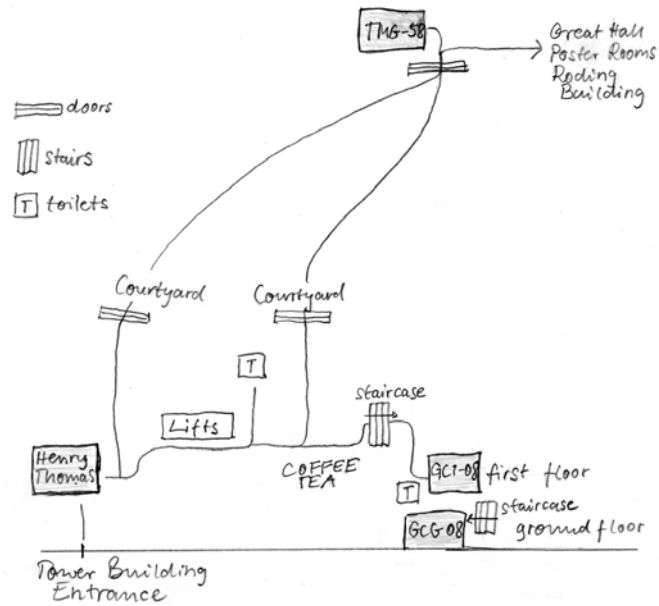 TMG-58
Great Hall
Poster Rooms
Roding
Building
doors
stairs
T toilets
Courtyard
Courtyard
T
staircase
Lifts
Henry
Thomas
COFFEE
TEA
GC1-08 first floor
T
GCG-08
staircase
ground floor
Tower Building
Entrance